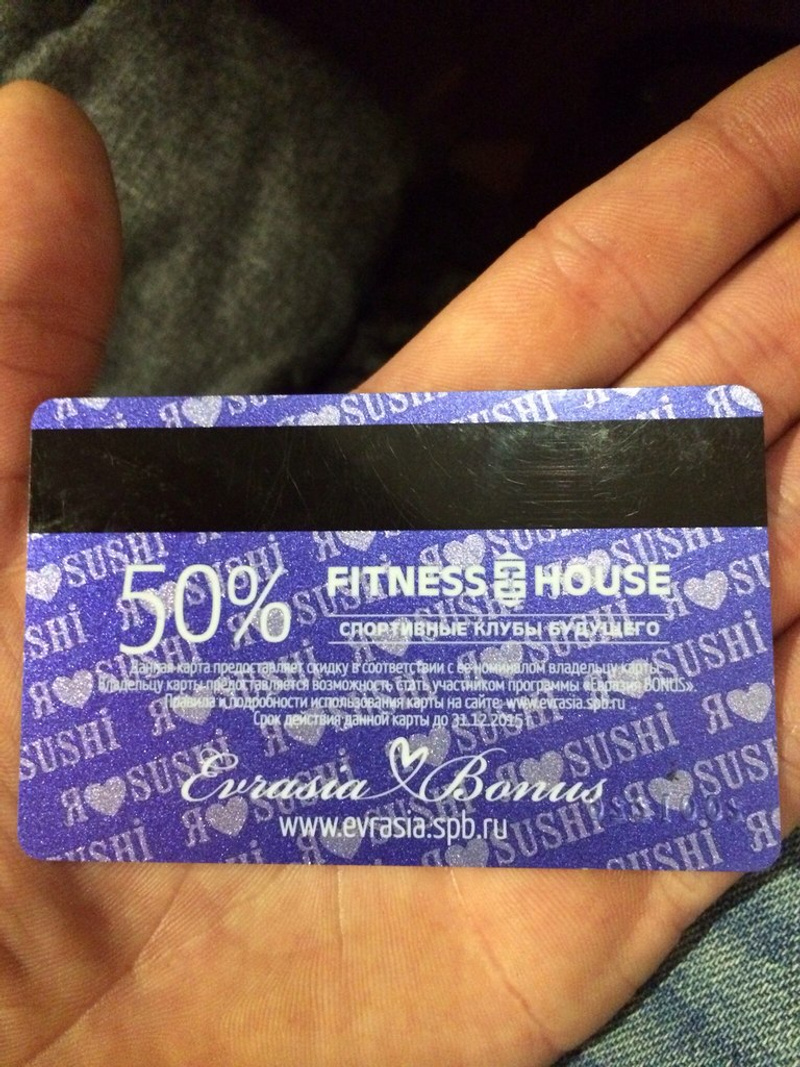 Я SUSHi
50%
FITNESS HOUSE
СПОРТИВНЫЕ КЛУБЫ БУДУЩЕГО
Данная карта предоставляет скидку в соответствии с ее номиналом владельцу карты.
Владельцу карты предоставляется возможность стать участником программы «Евразия BONUS».
Правила и подробности использования карты на сайте: www.evrasia.spb.ru
Срок действия данной карты до 31.12.2015 г.
Evrasia Bonus
www.evrasia.spb.ru